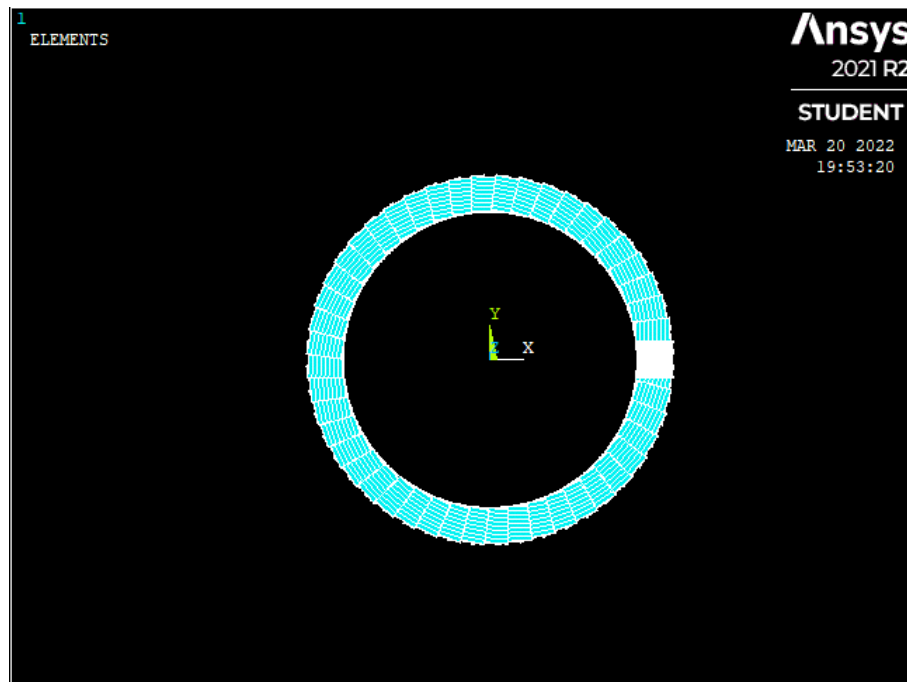 1
ELEMENTS
Ansys
2021 R2
STUDENT
MAR 20 2022
19:53:20
Y
Z X